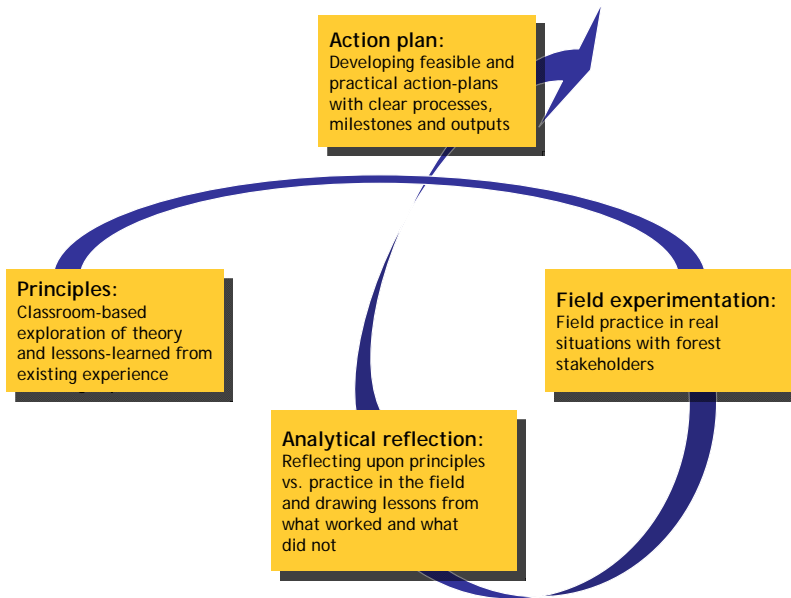 Action plan:
Developing feasible and
practical action-plans
with clear processes,
milestones and outputs
Principles:
Classroom-based
exploration of theory
and lessons-learned from
existing experience
Field experimentation:
Field practice in real
situations with forest
stakeholders
Analytical reflection:
Reflecting upon principles
vs. practice in the field
and drawing lessons from
what worked and what
did not